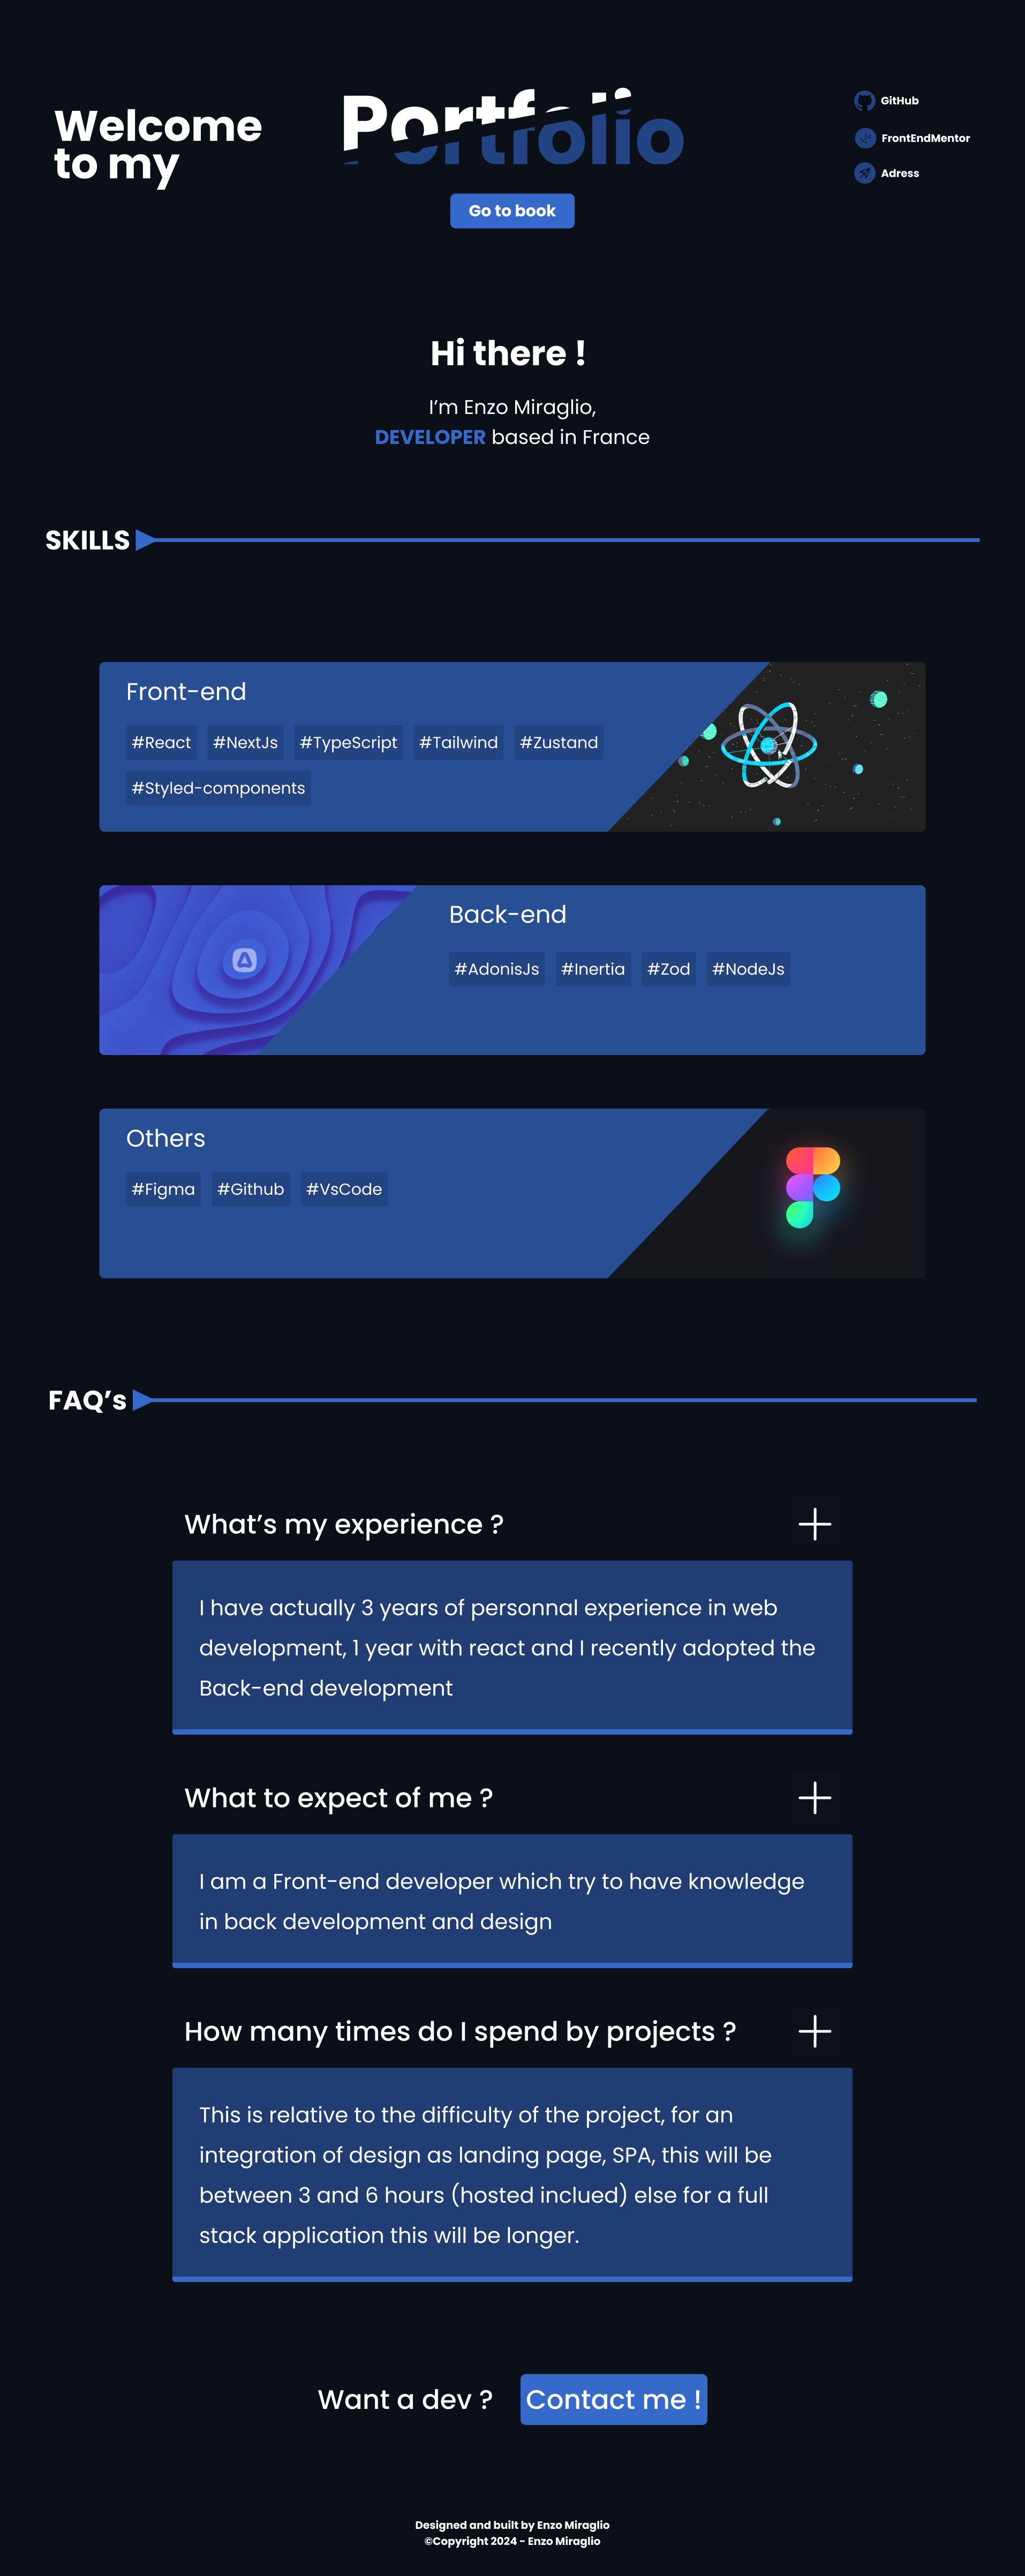 Welcome
to my
Portfolio
GitHub
FrontEndMentor
Adress
Go to book
Hi there !
I’m Enzo Miraglio,
DEVELOPER based in France
SKILLS
Front-end
#React #NextJs #TypeScript #Tailwind #Zustand
#Styled-components
Back-end
#AdonisJs #Inertia #Zod #NodeJs
Others
#Figma #Github #VsCode
FAQ’s
What’s my experience ?
I have actually 3 years of personnal experience in web
development, 1 year with react and I recently adopted the
Back-end development
What to expect of me ?
I am a Front-end developer which try to have knowledge
in back development and design
How many times do I spend by projects ?
This is relative to the difficulty of the project, for an
integration of design as landing page, SPA, this will be
between 3 and 6 hours (hosted inclued) else for a full
stack application this will be longer.
Want a dev ? Contact me !
Designed and built by Enzo Miraglio
©Copyright 2024 - Enzo Miraglio